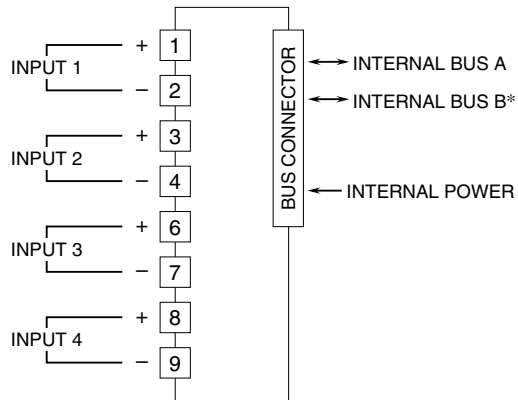 INPUT 1
+ 1
− 2
INPUT 2
+ 3
− 4
INPUT 3
+ 6
− 7
INPUT 4
+ 8
− 9
BUS CONNECTOR
INTERNAL BUS A
INTERNAL BUS B*
INTERNAL POWER